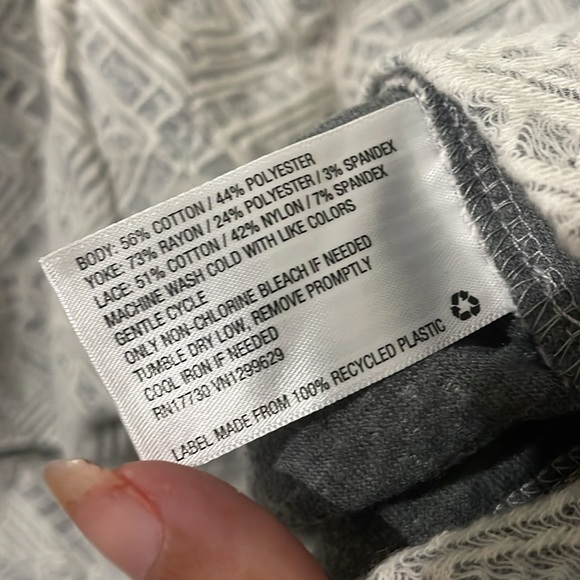 BODY: 56% COTTON / 44% POLYESTER
YOKE: 73% RAYON / 24% POLYESTER / 3% SPANDEX
LACE: 51% COTTON / 42% NYLON / 7% SPANDEX
MACHINE WASH COLD WITH LIKE COLORS
GENTLE CYCLE
ONLY NON-CHLORINE BLEACH IF NEEDED
TUMBLE DRY LOW, REMOVE PROMPTLY
COOL IRON IF NEEDED
RN17730 VN1299629
LABEL MADE FROM 100% RECYCLED PLASTIC